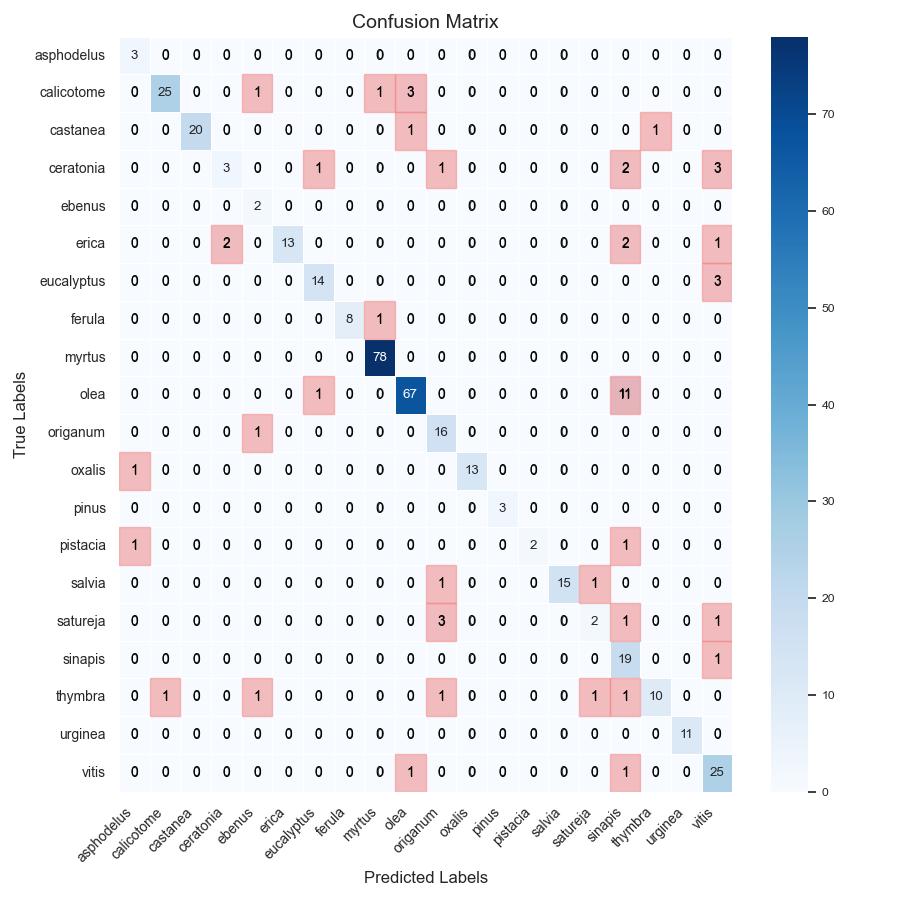 Confusion Matrix
asphodelus 3 0 0 0 0 0 0 0 0 0 0 0 0 0 0 0 0 0 0 0
calicotome 0 25 0 0 1 0 0 0 1 3 0 0 0 0 0 0 0 0 0 0
castanea 0 0 20 0 0 0 0 0 0 1 0 0 0 0 0 0 0 1 0 0
ceratonia 0 0 0 3 0 0 1 0 0 0 1 0 0 0 0 0 2 0 0 3
ebenus 0 0 0 0 2 0 0 0 0 0 0 0 0 0 0 0 0 0 0 0
erica 0 0 0 2 0 13 0 0 0 0 0 0 0 0 0 0 2 0 0 1
eucalyptus 0 0 0 0 0 0 14 0 0 0 0 0 0 0 0 0 0 0 0 3
ferula 0 0 0 0 0 0 0 8 1 0 0 0 0 0 0 0 0 0 0 0
myrtus 0 0 0 0 0 0 0 0 78 0 0 0 0 0 0 0 0 0 0 0
olea 0 0 0 0 0 0 1 0 0 67 0 0 0 0 0 0 11 0 0 0
origanum 0 0 0 0 1 0 0 0 0 0 16 0 0 0 0 0 0 0 0 0
oxalis 1 0 0 0 0 0 0 0 0 0 0 13 0 0 0 0 0 0 0 0
pinus 0 0 0 0 0 0 0 0 0 0 0 0 3 0 0 0 0 0 0 0
pistacia 1 0 0 0 0 0 0 0 0 0 0 0 0 2 0 0 1 0 0 0
salvia 0 0 0 0 0 0 0 0 0 0 1 0 0 0 15 1 0 0 0 0
satureja 0 0 0 0 0 0 0 0 0 0 3 0 0 0 0 2 1 0 0 1
sinapis 0 0 0 0 0 0 0 0 0 0 0 0 0 0 0 0 19 0 0 1
thymbra 0 1 0 0 1 0 0 0 0 0 1 0 0 0 0 1 1 10 0 0
urginea 0 0 0 0 0 0 0 0 0 0 0 0 0 0 0 0 0 0 11 0
vitis 0 0 0 0 0 0 0 0 0 1 0 0 0 0 0 0 1 0 0 25
asphodelus calicotome castanea ceratonia ebenus erica eucalyptus ferula myrtus olea origanum oxalis pinus pistacia salvia satureja sinapis thymbra urginea vitis
Predicted Labels
True Labels
70
60
50
40
30
20
10
0